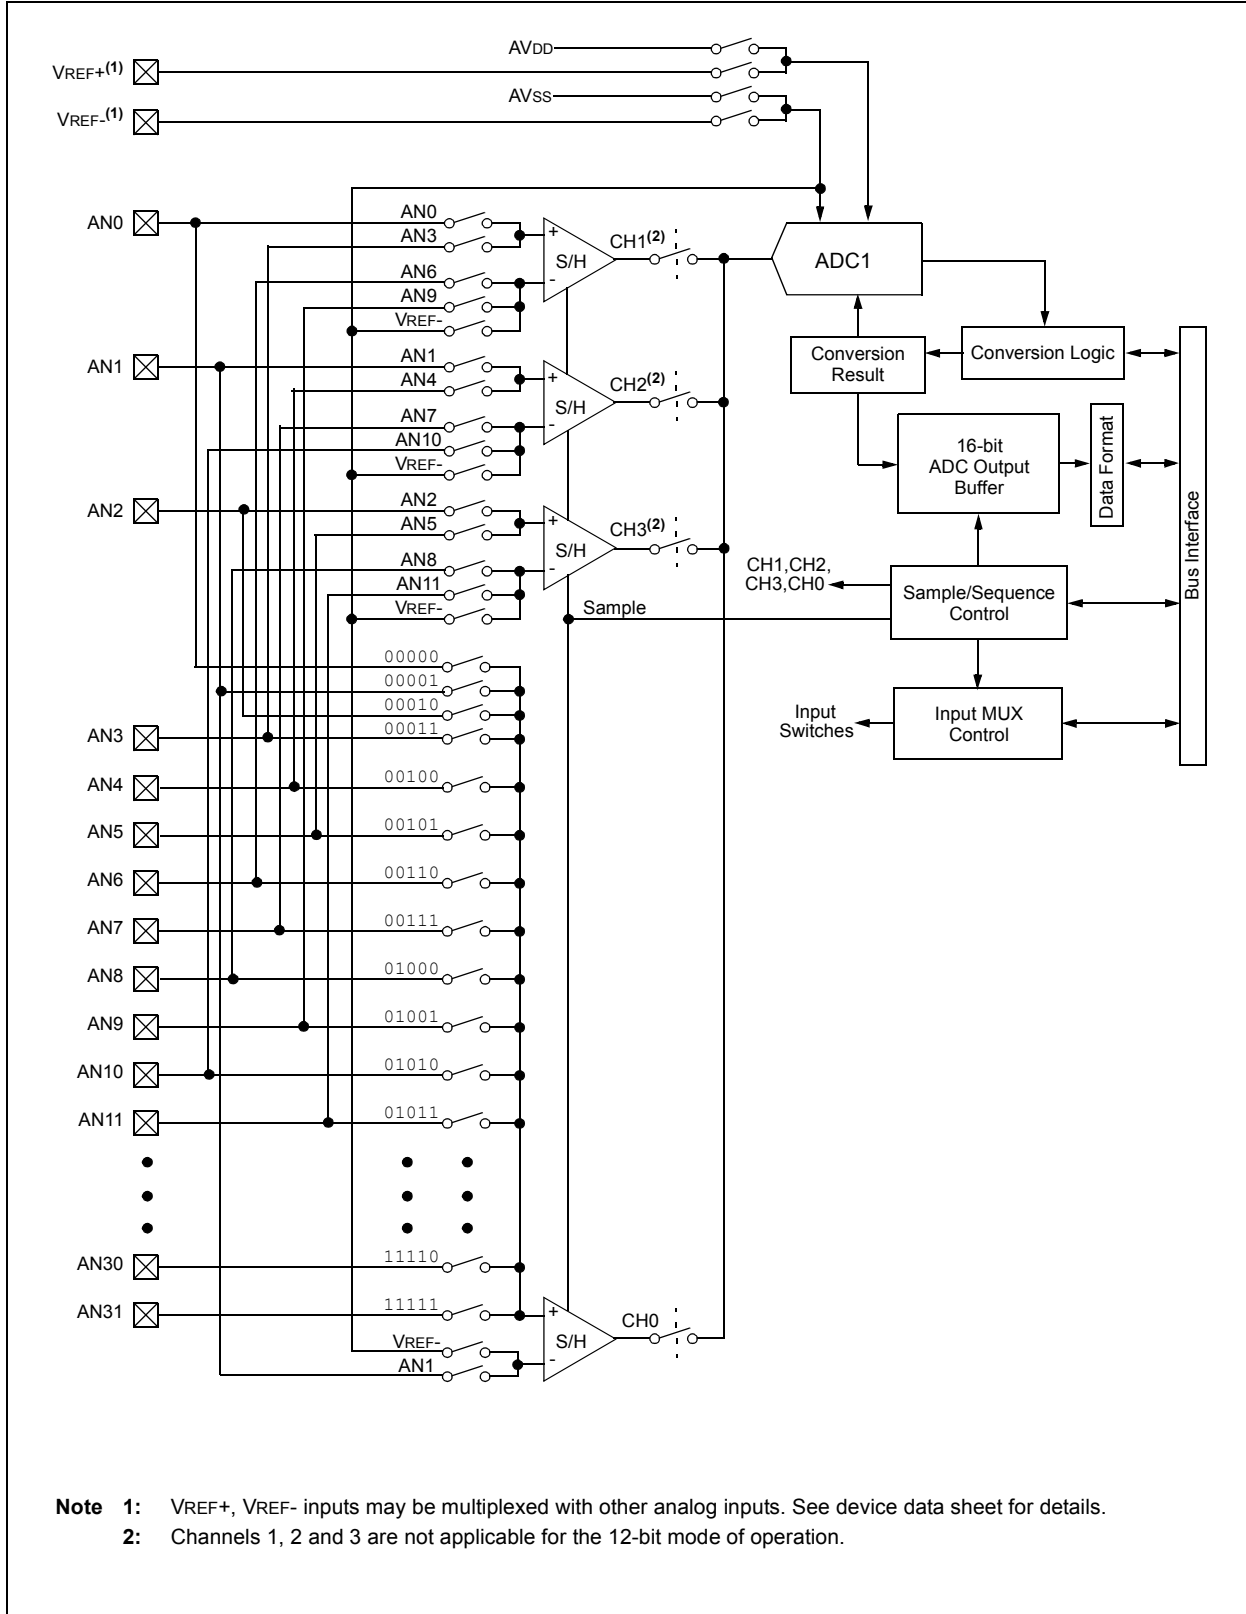 AVDD
VREF+(1)
AVSS
VREF-(1)
AN0
AN0
AN3
AN6
AN9
VREF-
+
-
S/H
CH1(2)
ADC1
AN1
AN1
AN4
AN7
AN10
VREF-
+
-
S/H
CH2(2)
Conversion
Result
Conversion Logic
16-bit
ADC Output
Buffer
Data Format
Bus Interface
AN2
AN2
AN5
AN8
AN11
VREF-
+
-
S/H
CH3(2)
CH1,CH2,
CH3,CH0
Sample/Sequence
Control
Sample
Input
Switches
Input MUX
Control
00000
00001
00010
AN3
00011
AN4
00100
AN5
00101
AN6
00110
AN7
00111
AN8
01000
AN9
01001
AN10
01010
AN11
01011
AN30
11110
AN31
11111
VREF-
AN1
+
-
S/H
CH0
Note 1: VREF+, VREF- inputs may be multiplexed with other analog inputs. See device data sheet for details.
2: Channels 1, 2 and 3 are not applicable for the 12-bit mode of operation.